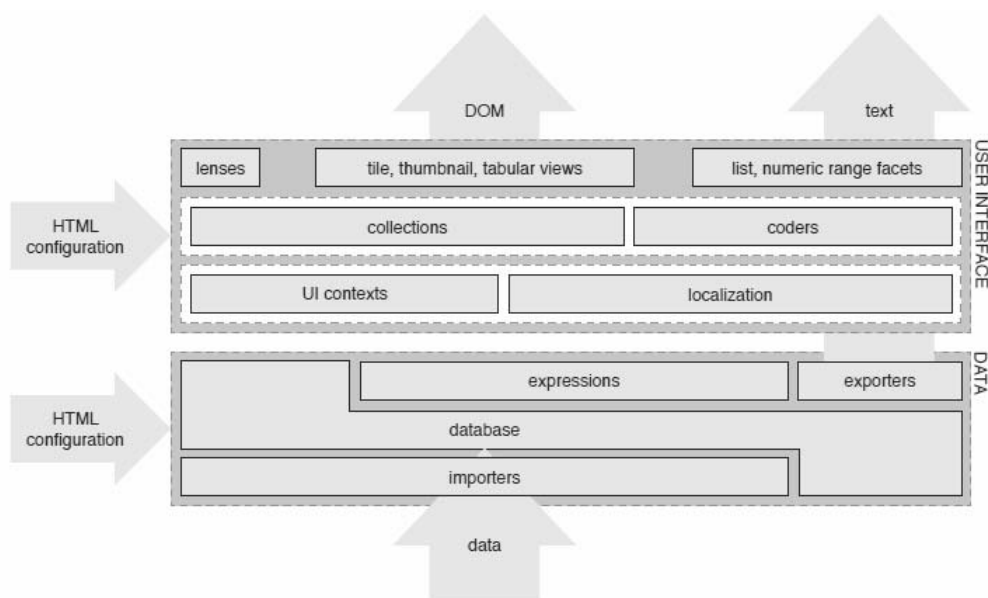 DOM
text
lenses
tile, thumbnail, tabular views
list, numeric range facets
USER INTERFACE
HTML
configuration
collections
coders
UI contexts
localization
DATA
expressions
exporters
HTML
configuration
database
importers
data